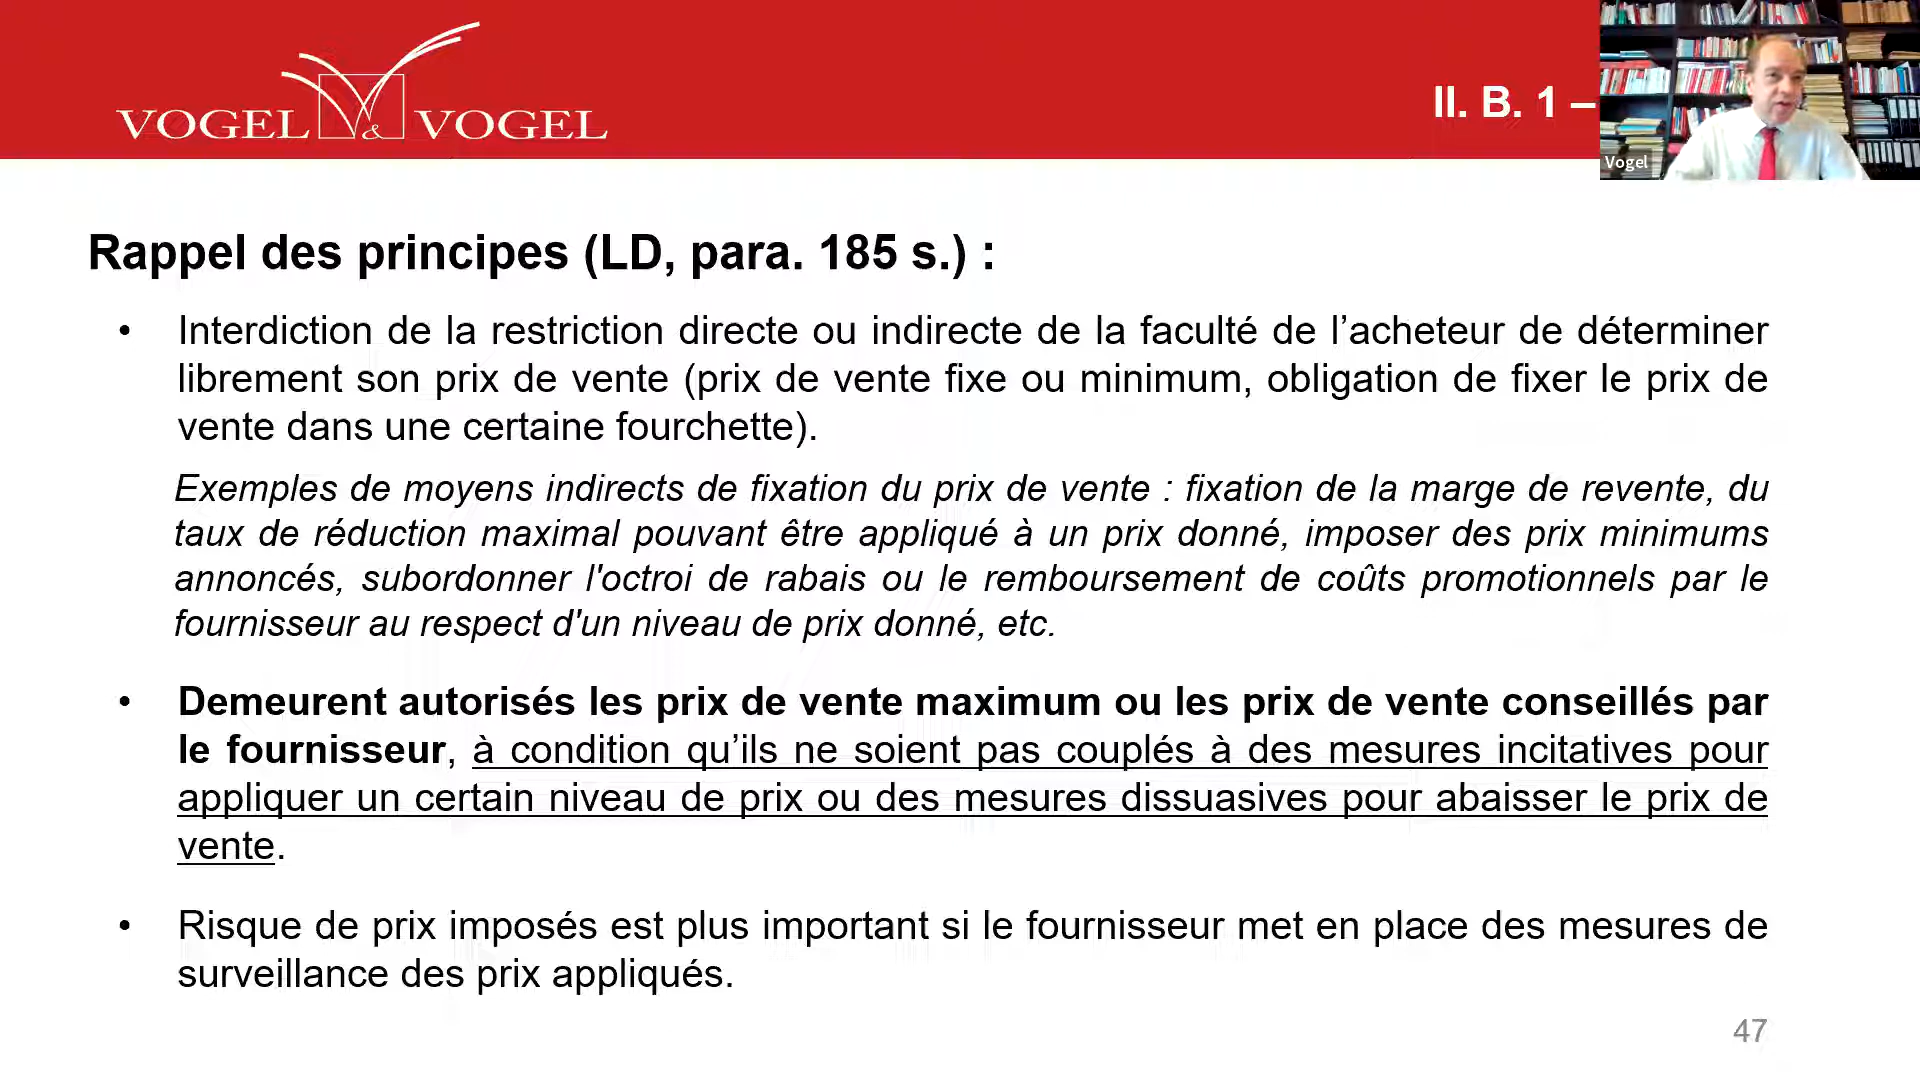 VOGEL & VOGEL
II. B. 1 –
Vogel
Rappel des principes (LD, para. 185 s.) :
• Interdiction de la restriction directe ou indirecte de la faculté de l’acheteur de déterminer
librement son prix de vente (prix de vente fixe ou minimum, obligation de fixer le prix de
vente dans une certaine fourchette).
Exemples de moyens indirects de fixation du prix de vente : fixation de la marge de revente, du
taux de réduction maximal pouvant être appliqué à un prix donné, imposer des prix minimums
annoncés, subordonner l'octroi de rabais ou le remboursement de coûts promotionnels par le
fournisseur au respect d'un niveau de prix donné, etc.
• Demeurent autorisés les prix de vente maximum ou les prix de vente conseillés par
le fournisseur, à condition qu’ils ne soient pas couplés à des mesures incitatives pour
appliquer un certain niveau de prix ou des mesures dissuasives pour abaisser le prix de
vente.
• Risque de prix imposés est plus important si le fournisseur met en place des mesures de
surveillance des prix appliqués.
47